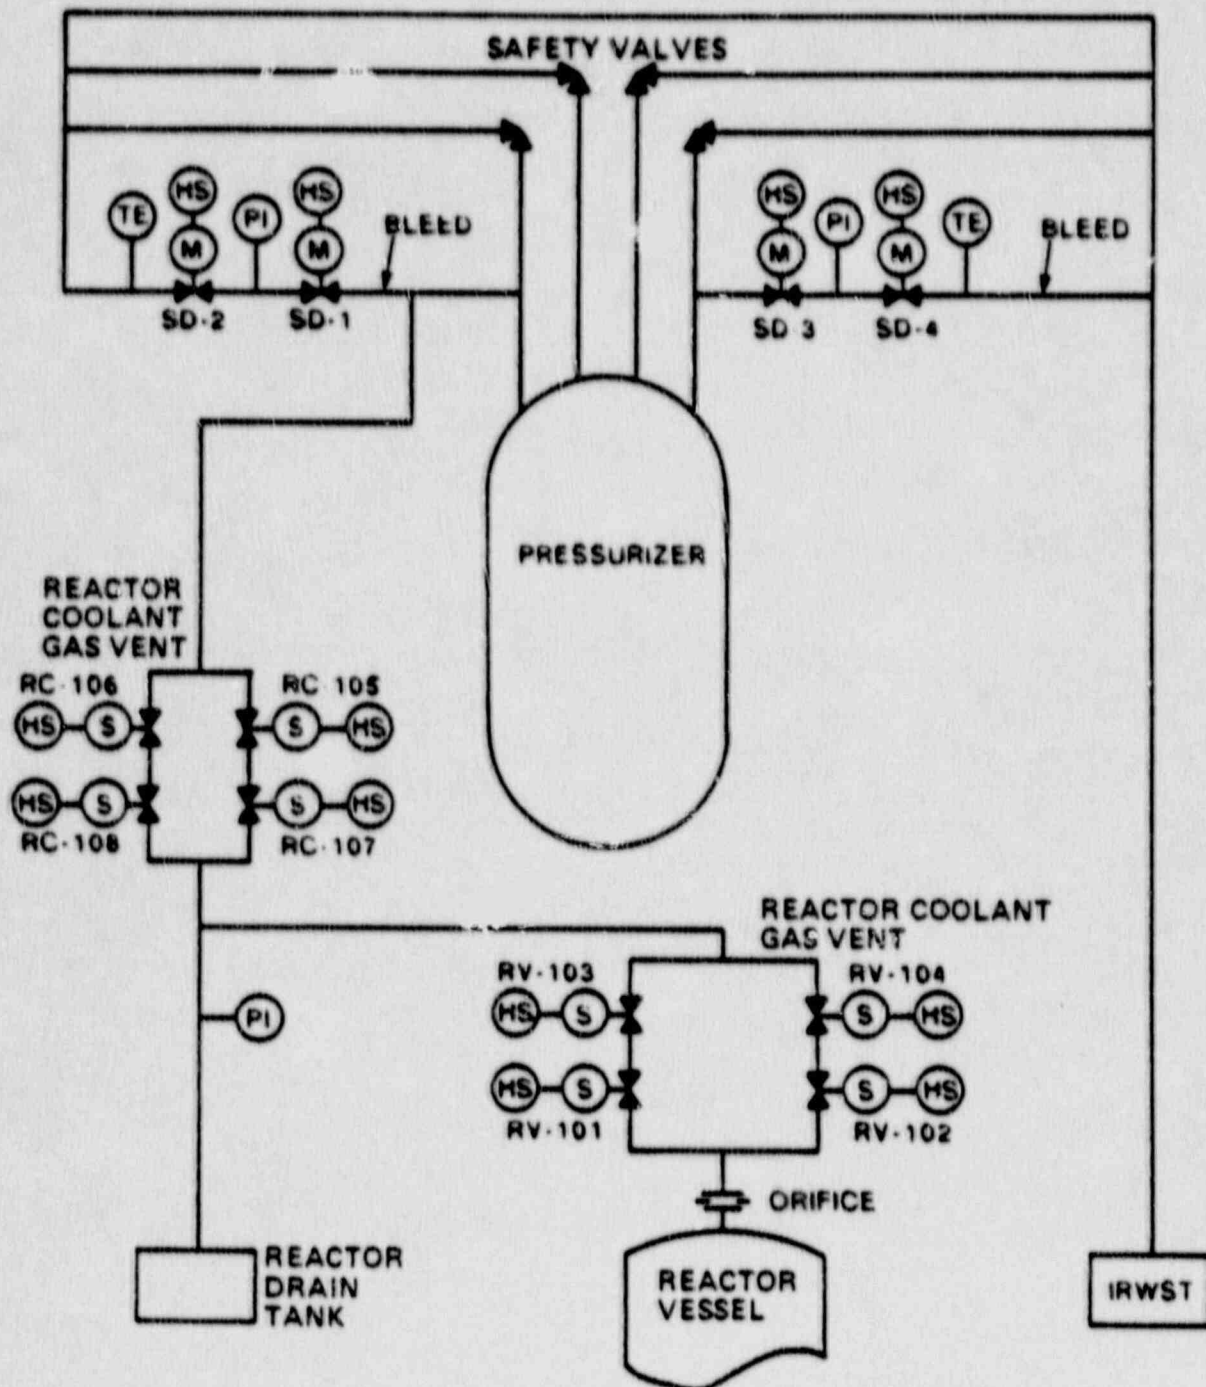 SAFETY VALVES
HS HS HS HS
TE PI PI TE
M M BLEED M M BLEED
SD-2 SD-1 SD-3 SD-4
PRESSURIZER
REACTOR
COOLANT
GAS VENT
RC-106 RC-105
HS S S HS
HS S S HS
RC-108 RC-107
REACTOR COOLANT
GAS VENT
RV-103 RV-104
HS S S HS
PI
HS S S HS
RV-101 RV-102
ORIFICE
REACTOR
DRAIN
TANK
REACTOR
VESSEL
IRWST